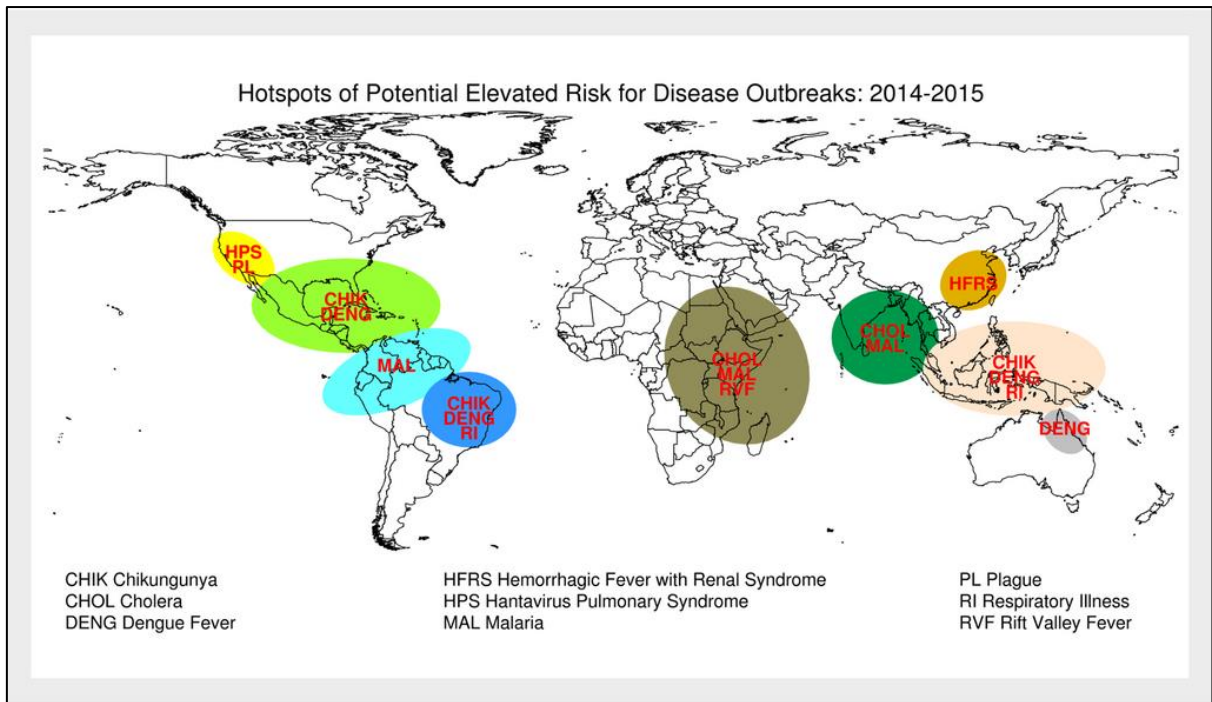 Hotspots of Potential Elevated Risk for Disease Outbreaks: 2014-2015
HPS
PL
CHIK
DENG
MAL
CHIK
DENG
RI
CHOL
MAL
RVF
CHOL
MAL
HFRS
CHIK
DENG
RI
DENG
CHIK Chikungunya
CHOL Cholera
DENG Dengue Fever
HFRS Hemorrhagic Fever with Renal Syndrome
HPS Hantavirus Pulmonary Syndrome
MAL Malaria
PL Plague
RI Respiratory Illness
RVF Rift Valley Fever